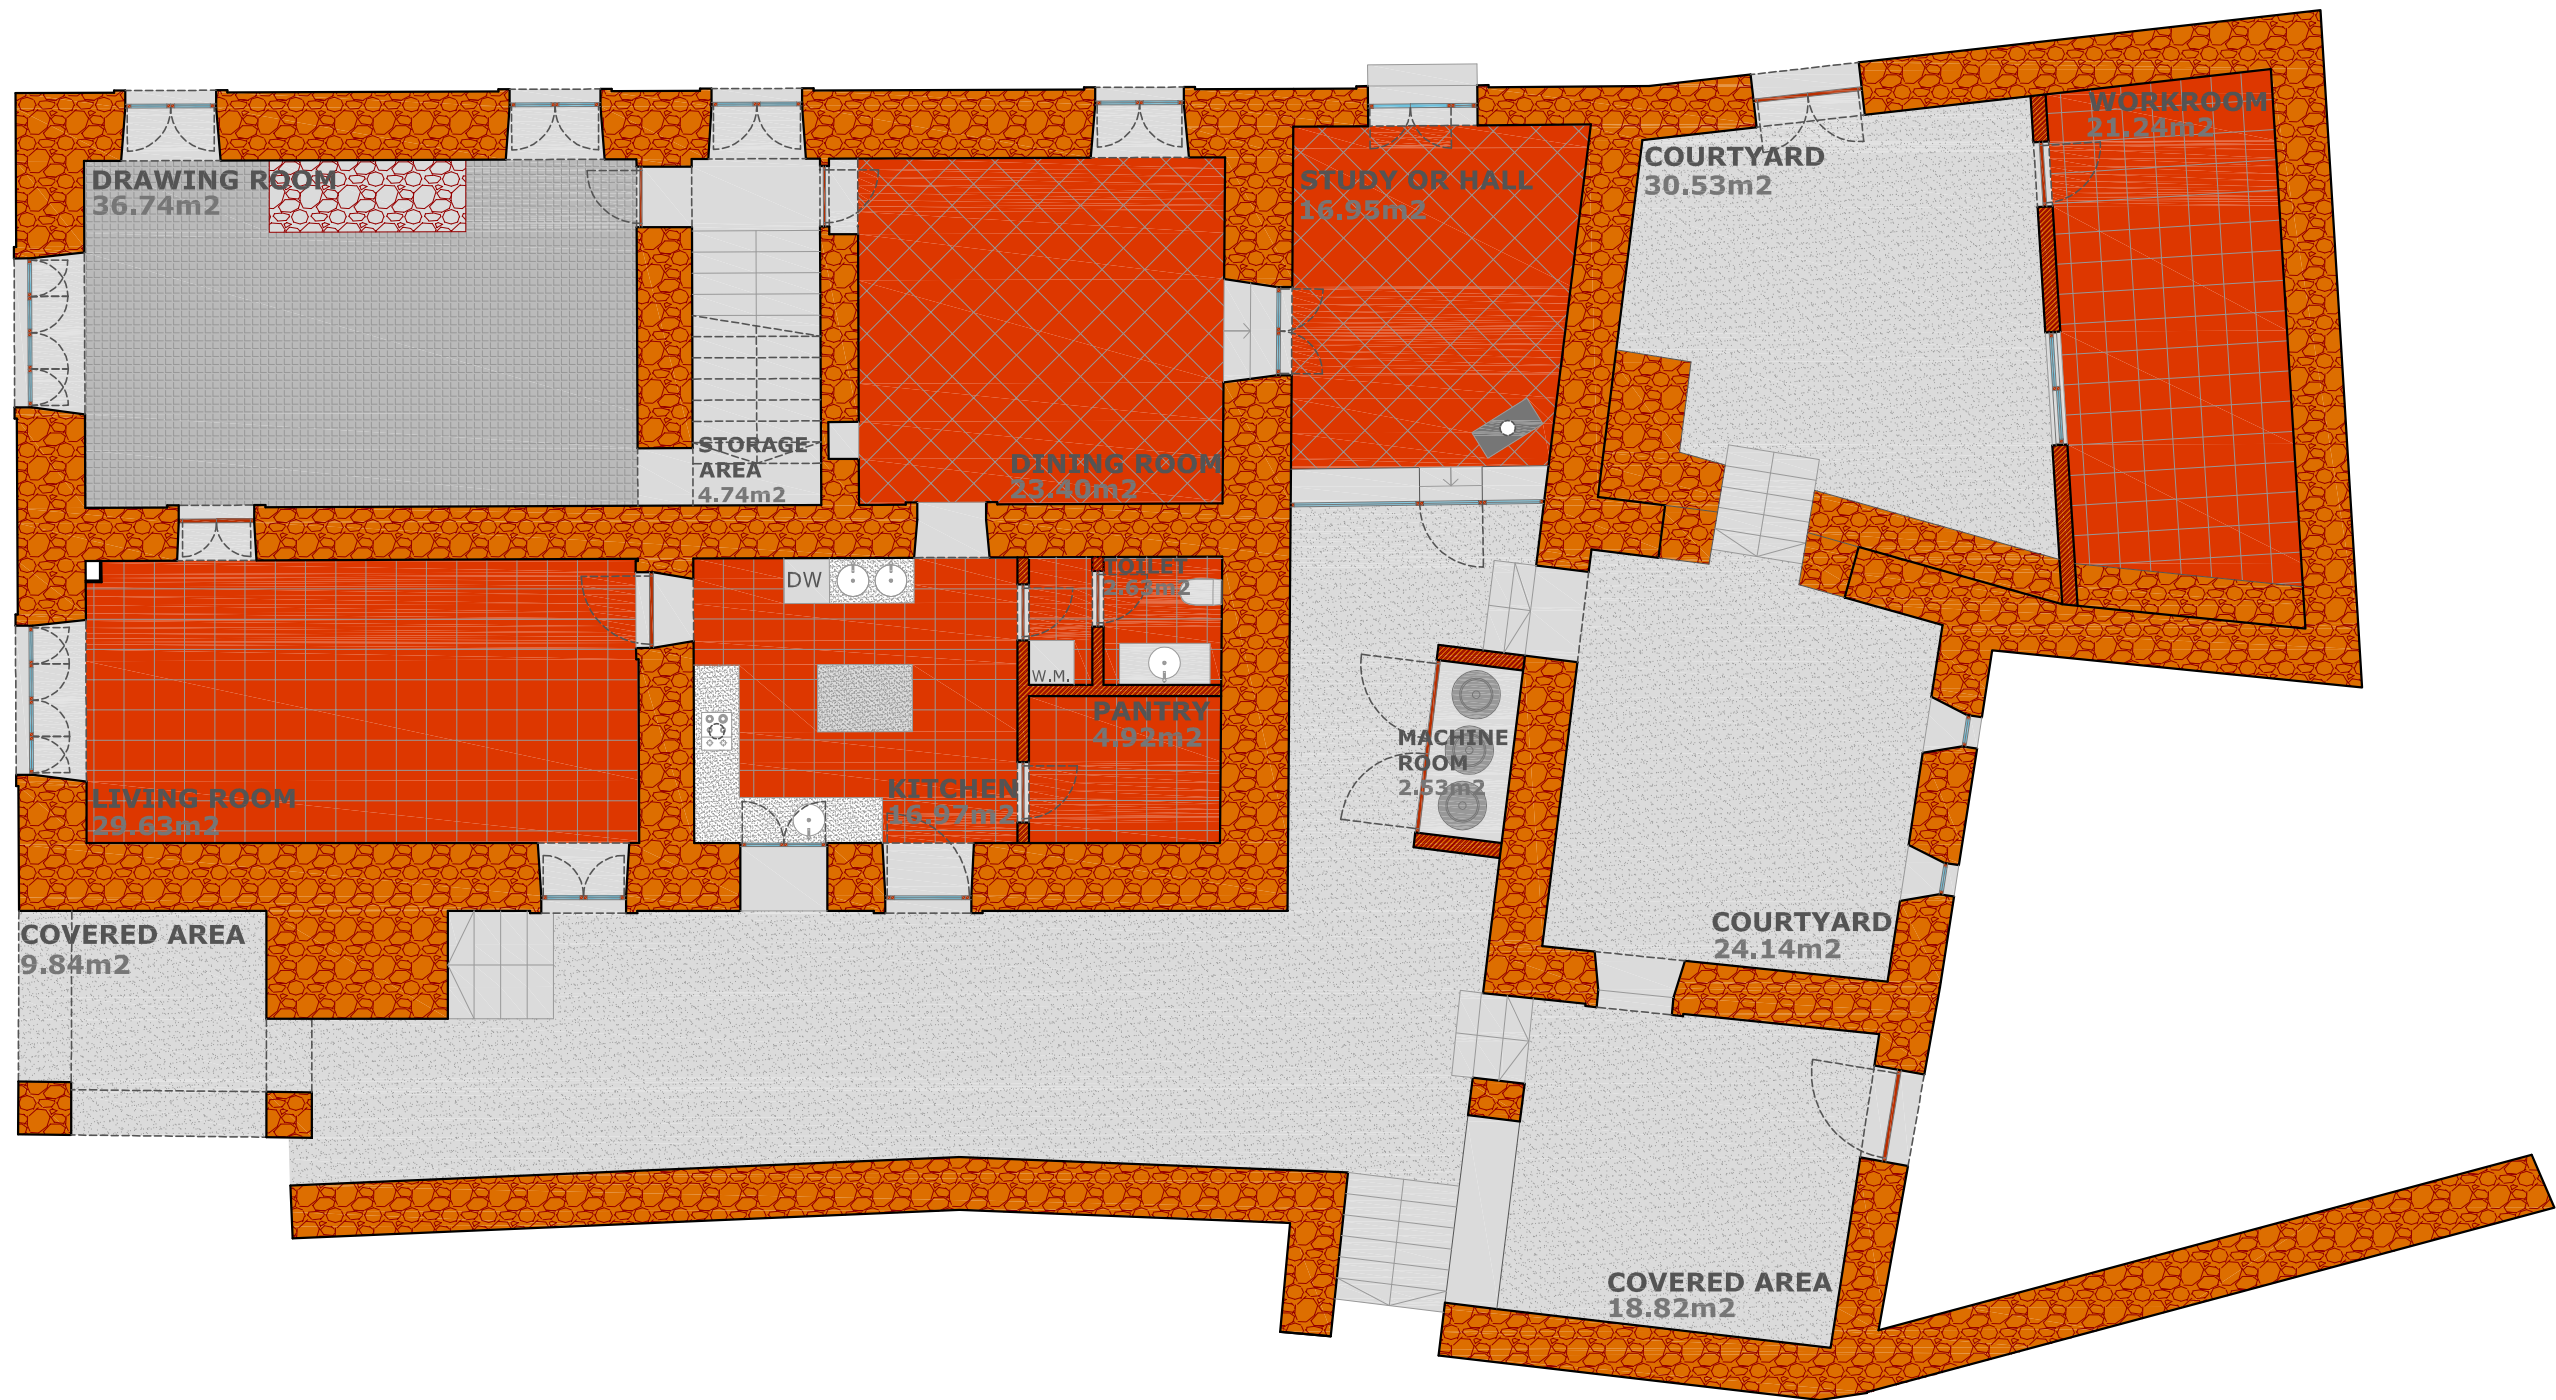 DRAWING ROOM
36.74m2
STORAGE
AREA
4.74m2
DINING ROOM
23.40m2
STUDY OR HALL
16.95m2
COURTYARD
30.53m2
WORKROOM
21.24m2
LIVING ROOM
29.63m2
DW
KITCHEN
16.97m2
W.M.
TOILET
2.63m2
PANTRY
4.92m2
MACHINE
ROOM
2.53m2
COURTYARD
24.14m2
COVERED AREA
9.84m2
COVERED AREA
18.82m2